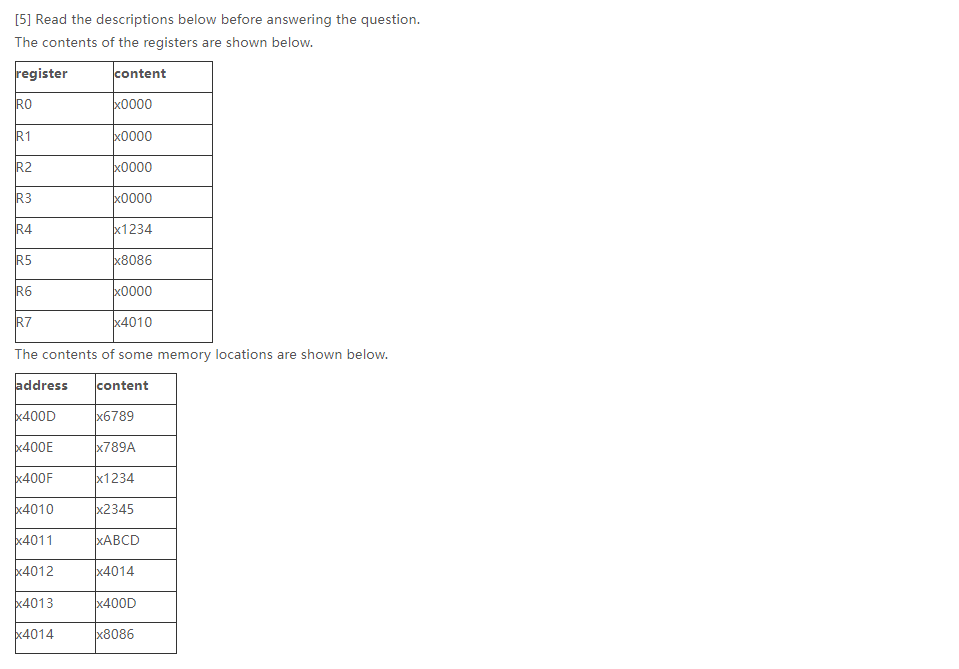 [5] Read the descriptions below before answering the question.
The contents of the registers are shown below.
register content
R0 x0000
R1 x0000
R2 x0000
R3 x0000
R4 x1234
R5 x8086
R6 x0000
R7 x4010
The contents of some memory locations are shown below.
address content
x400D x6789
x400E x789A
x400F x1234
x4010 x2345
x4011 xABCD
x4012 x4014
x4013 x400D
x4014 x8086